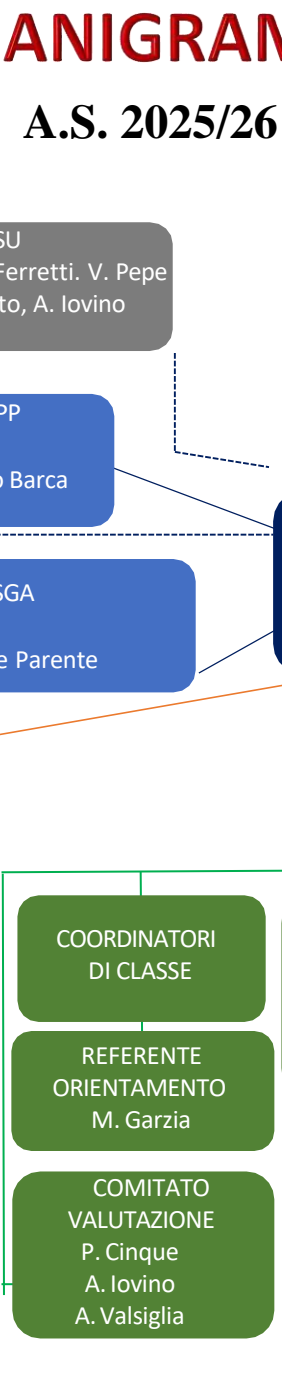 ANIGRAM
A.S. 2025/26
SU
Ferretti. V. Pepe
to, A. Iovino
PP
o Barca
SGA
e Parente
COORDINATORI
DI CLASSE
REFERENTE
ORIENTAMENTO
M. Garzia
COMITATO
VALUTAZIONE
P. Cinque
A. Iovino
A. Valsiglia